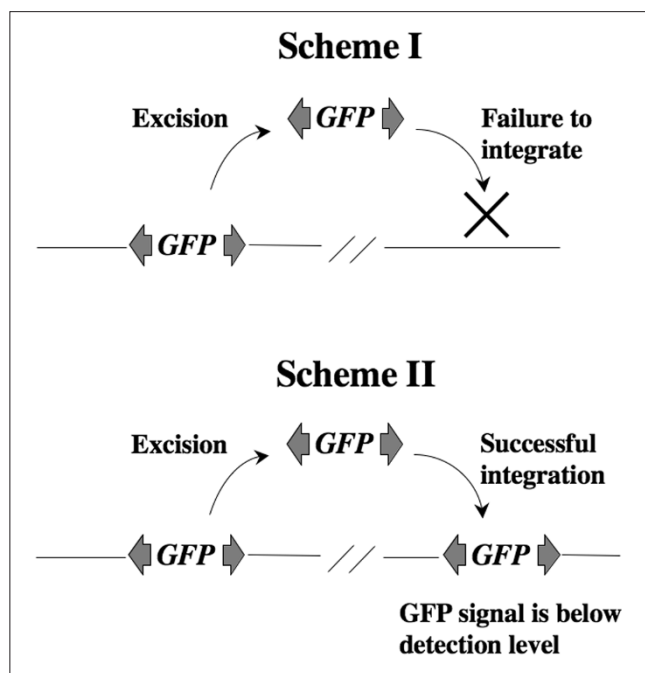 Scheme I
Excision
GFP
Failure to
integrate
GFP
Scheme II
Excision
GFP
Successful
integration
GFP
GFP
GFP signal is below
detection level